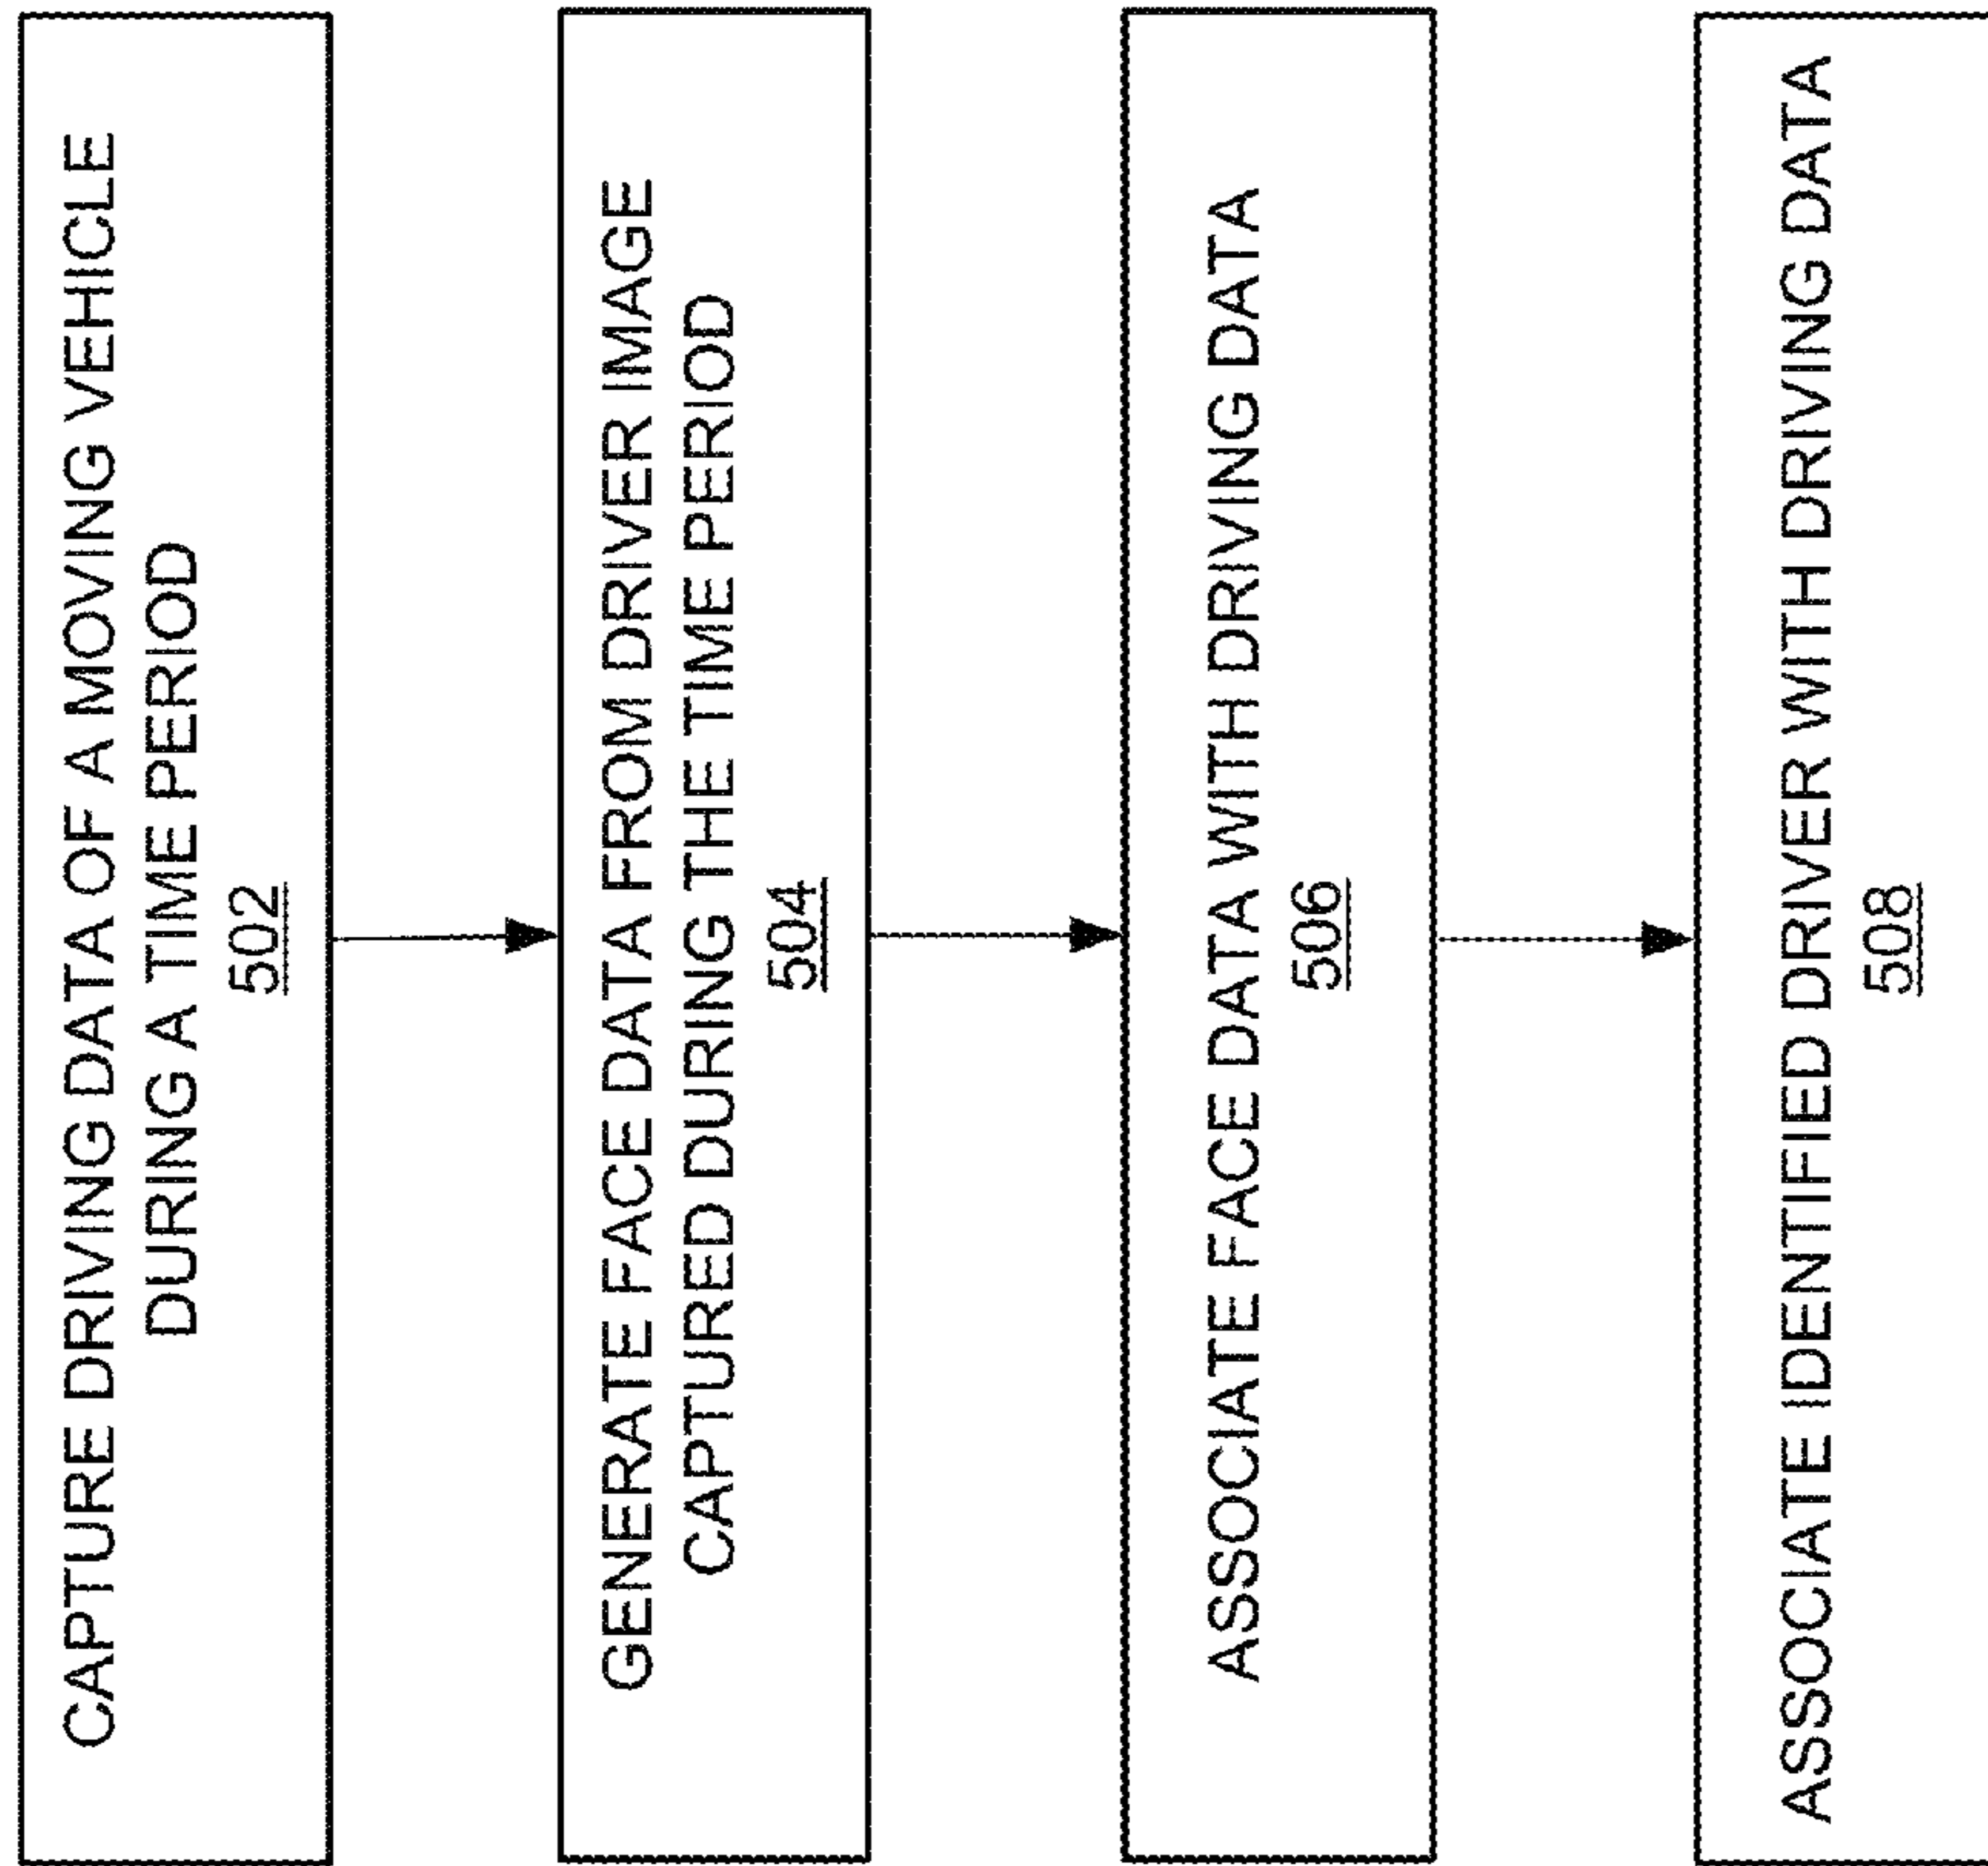 CAPTURE DRIVING DATA OF A MOVING VEHICLE
DURING A TIME PERIOD
502
GENERATE FACE DATA FROM DRIVER IMAGE
CAPTURED DURING THE TIME PERIOD
504
ASSOCIATE FACE DATA WITH DRIVING DATA
506
ASSOCIATE IDENTIFIED DRIVER WITH DRIVING DATA
508